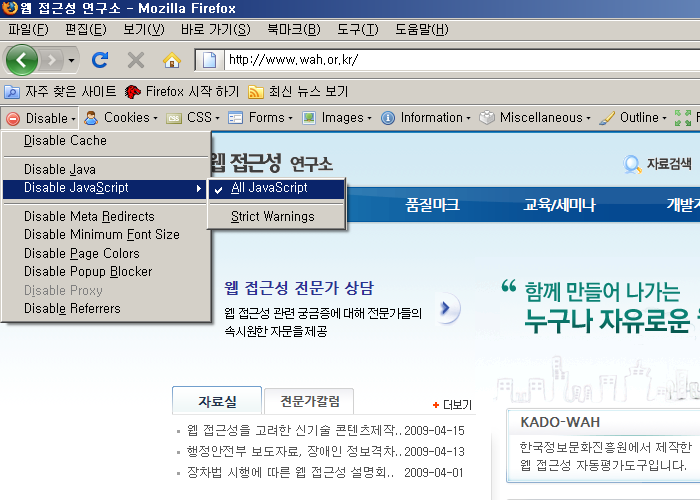 웹 접근성 연구소 - Mozilla Firefox
파일(F) 편집(E) 보기(V) 바로 가기(S) 북마크(B) 도구(T) 도움말(H)
http://www.wah.or.kr/
자주 찾은 사이트 Firefox 시작 하기 최신 뉴스 보기
Disable Cookies CSS Forms Images Information Miscellaneous Outline
Disable Cache
Disable Java
Disable JavaScript
Disable Meta Redirects
Disable Minimum Font Size
Disable Page Colors
Disable Popup Blocker
Disable Proxy
Disable Referrers
All JavaScript
Strict Warnings
웹 접근성 연구소
자료검색
품질마크 교육/세미나
웹 접근성 전문가 상담
웹 접근성 관련 궁금증에 대해 전문가들의
속시원한 자문을 제공
“ 함께 만들어 나가는
누구나 자유로운
자료실 전문가칼럼 + 더보기
웹 접근성을 고려한 신기술 콘텐츠제작.. 2009-04-15
행정안전부 보도자료, 장애인 정보격차.. 2009-04-13
장차법 시행에 따른 웹 접근성 설명회.. 2009-04-01
KADO-WAH
한국정보문화진흥원에서 제작한
웹 접근성 자동평가도구입니다.